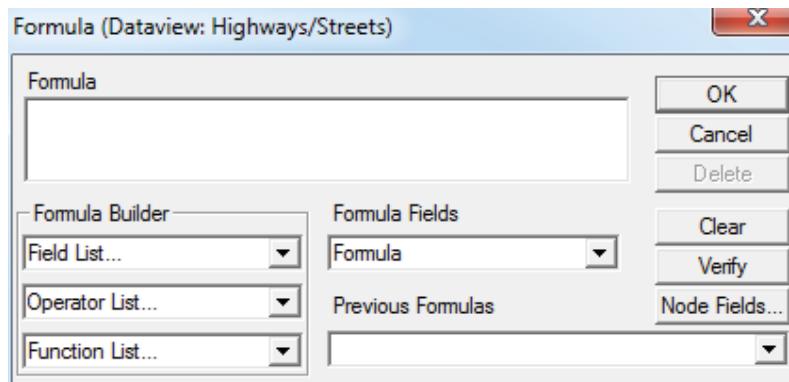 Formula (Dataview: Highways/Streets)
Formula
OK
Cancel
Delete
Formula Builder
Formula Fields
Clear
Field List...
Formula
Verify
Operator List...
Previous Formulas
Node Fields...
Function List...